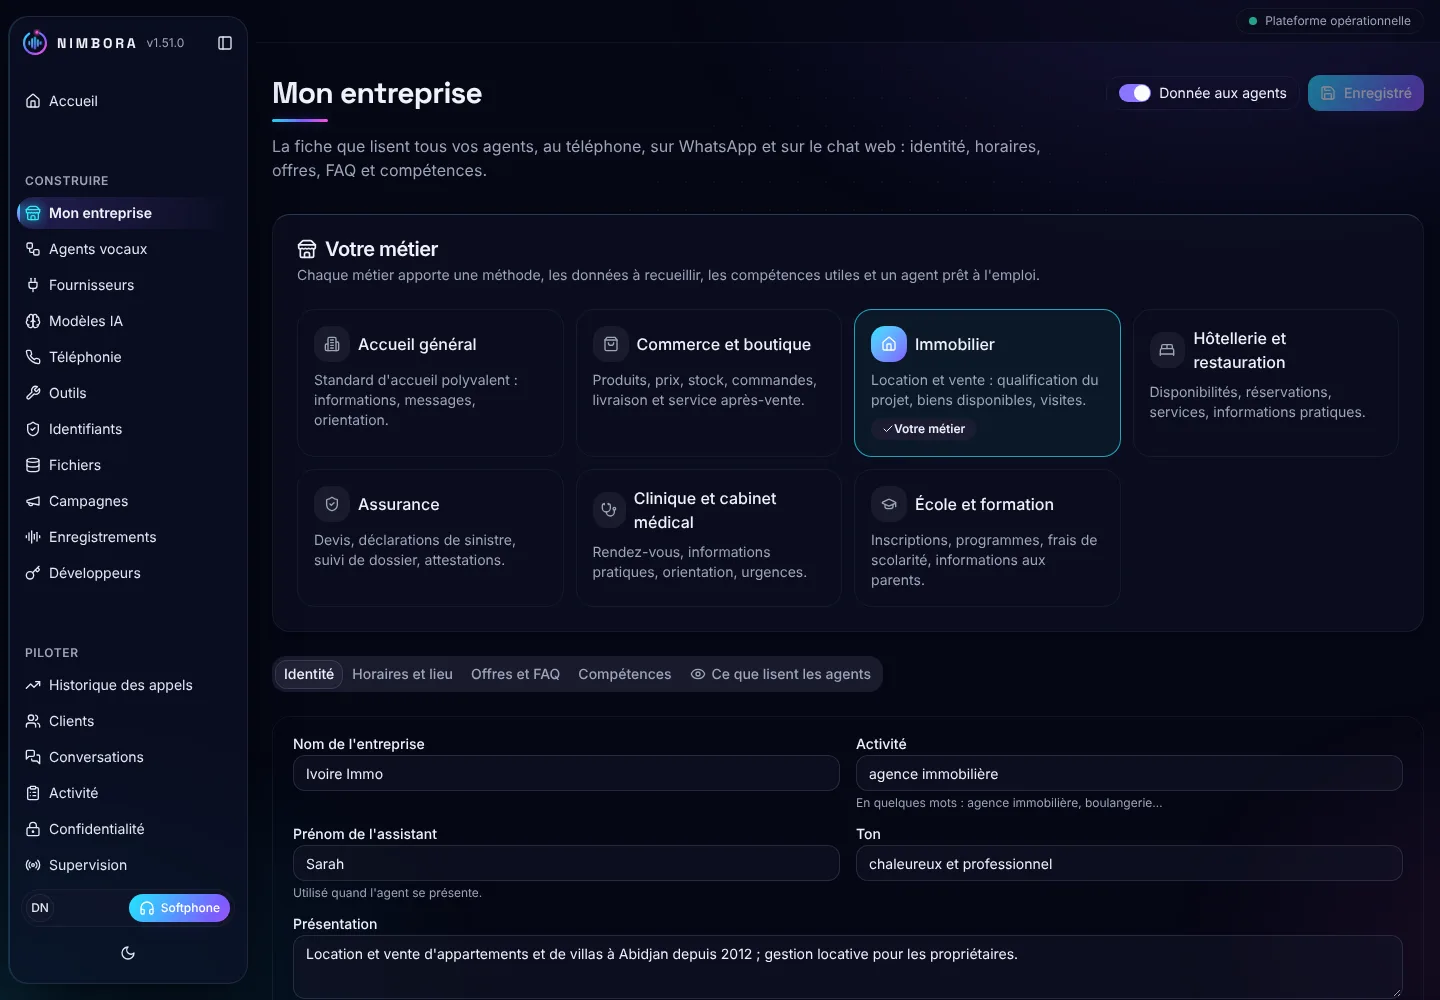 NIMBORA v1.51.0
Plateforme opérationnelle
Accueil
CONSTRUIRE
Mon entreprise
Agents vocaux
Fournisseurs
Modèles IA
Téléphonie
Outils
Identifiants
Fichiers
Campagnes
Enregistrements
Développeurs
PILOTER
Historique des appels
Clients
Conversations
Activité
Confidentialité
Supervision
DN
Softphone
Mon entreprise
Donnée aux agents
Enregistré
La fiche que lisent tous vos agents, au téléphone, sur WhatsApp et sur le chat web : identité, horaires,
offres, FAQ et compétences.
Votre métier
Chaque métier apporte une méthode, les données à recueillir, les compétences utiles et un agent prêt à l'emploi.
Accueil général
Standard d'accueil polyvalent :
informations, messages,
orientation.
Commerce et boutique
Produits, prix, stock, commandes,
livraison et service après-vente.
Immobilier
Location et vente : qualification du
projet, biens disponibles, visites.
Votre métier
Hôtellerie et
restauration
Disponibilités, réservations,
services, informations pratiques.
Assurance
Devis, déclarations de sinistre,
suivi de dossier, attestations.
Clinique et cabinet
médical
Rendez-vous, informations
pratiques, orientation, urgences.
École et formation
Inscriptions, programmes, frais de
scolarité, informations aux
parents.
Identité
Horaires et lieu
Offres et FAQ
Compétences
Ce que lisent les agents
Nom de l'entreprise
Ivoire Immo
Activité
agence immobilière
En quelques mots : agence immobilière, boulangerie…
Prénom de l'assistant
Sarah
Utilisé quand l'agent se présente.
Ton
chaleureux et professionnel
Présentation
Location et vente d'appartements et de villas à Abidjan depuis 2012 ; gestion locative pour les propriétaires.